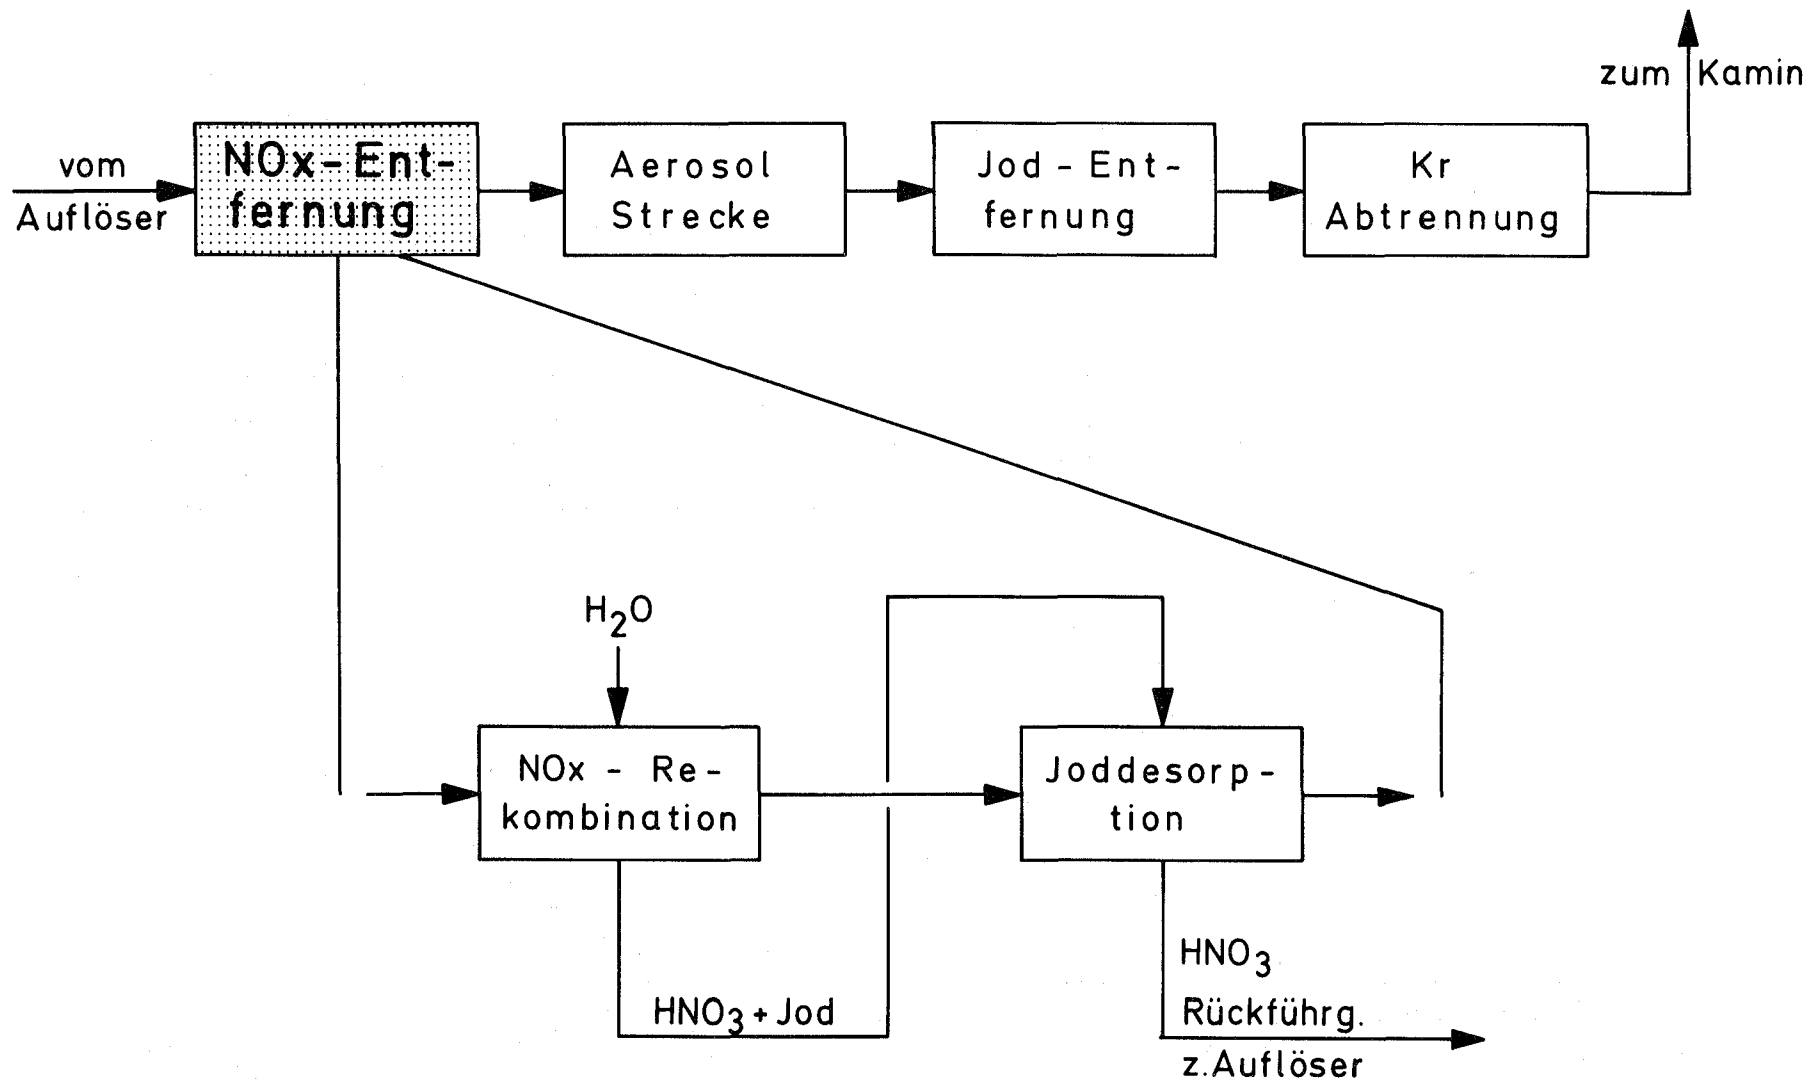 zum Kamin
vom
Auflöser
NOx-Ent-
fernung
Aerosol
Strecke
Jod-Ent-
fernung
Kr
Abtrennung
H₂O
NOx - Re-
kombination
Joddesorp-
tion
HNO₃+Jod
HNO₃
Rückführg.
z.Auflöser